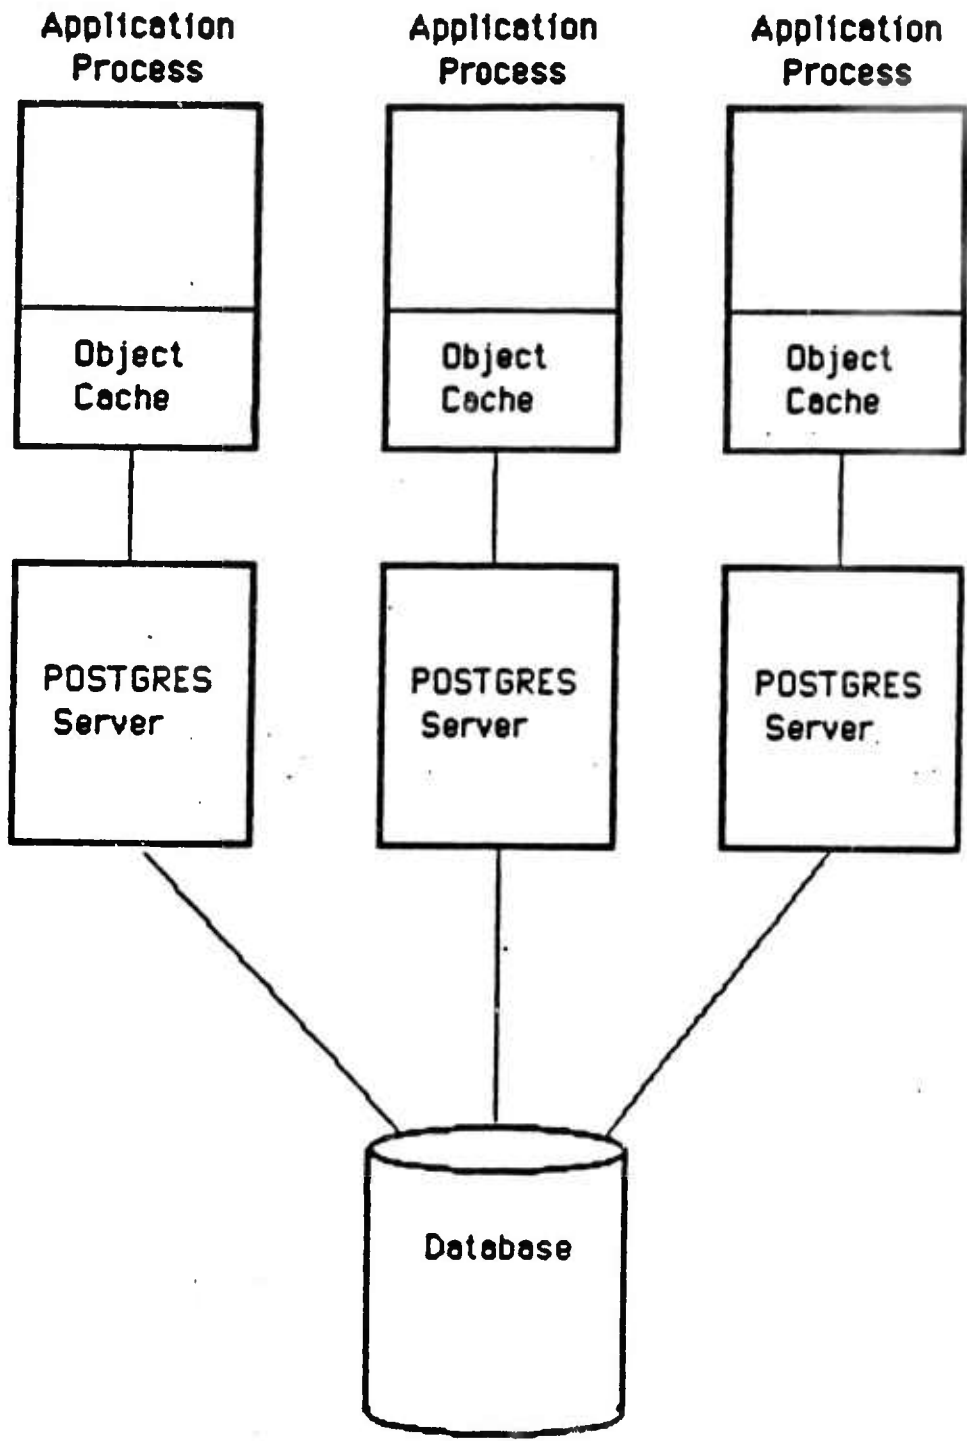 Application
Process
Application
Process
Application
Process
Object
Cache
Object
Cache
Object
Cache
POSTGRES
Server
POSTGRES
Server
POSTGRES
Server
Database